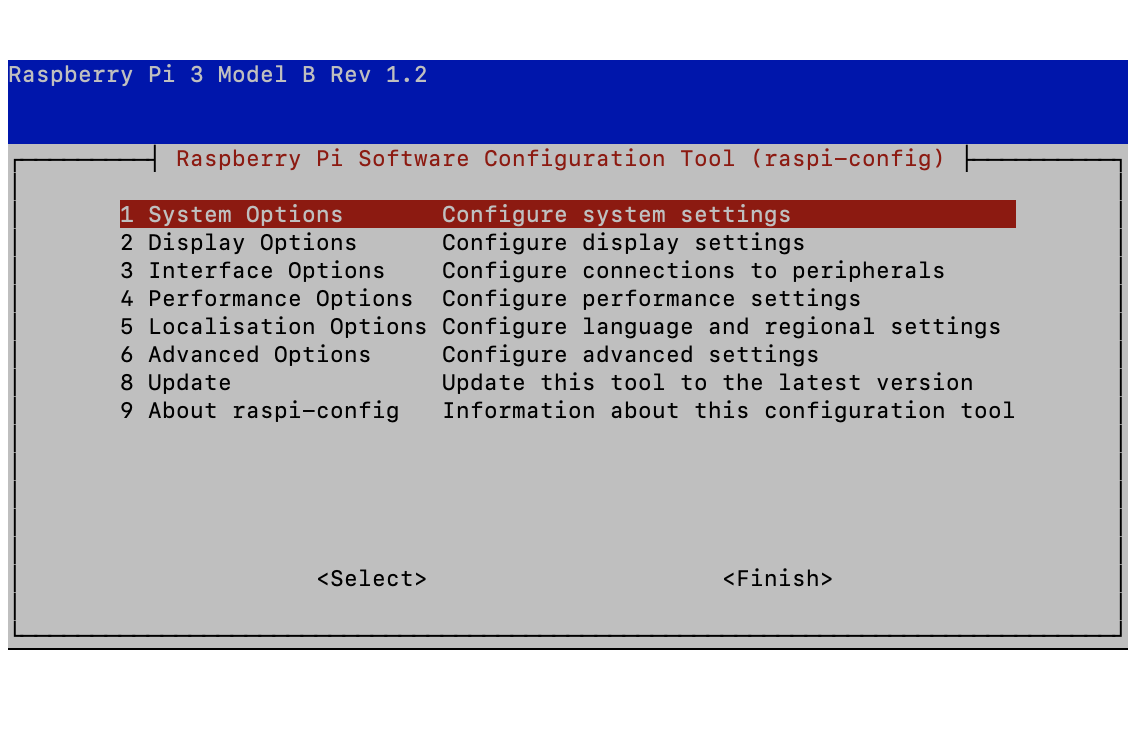 Raspberry Pi 3 Model B Rev 1.2
Raspberry Pi Software Configuration Tool (raspi-config)
1 System Options Configure system settings
2 Display Options Configure display settings
3 Interface Options Configure connections to peripherals
4 Performance Options Configure performance settings
5 Localisation Options Configure language and regional settings
6 Advanced Options Configure advanced settings
8 Update Update this tool to the latest version
9 About raspi-config Information about this configuration tool
<Select> <Finish>